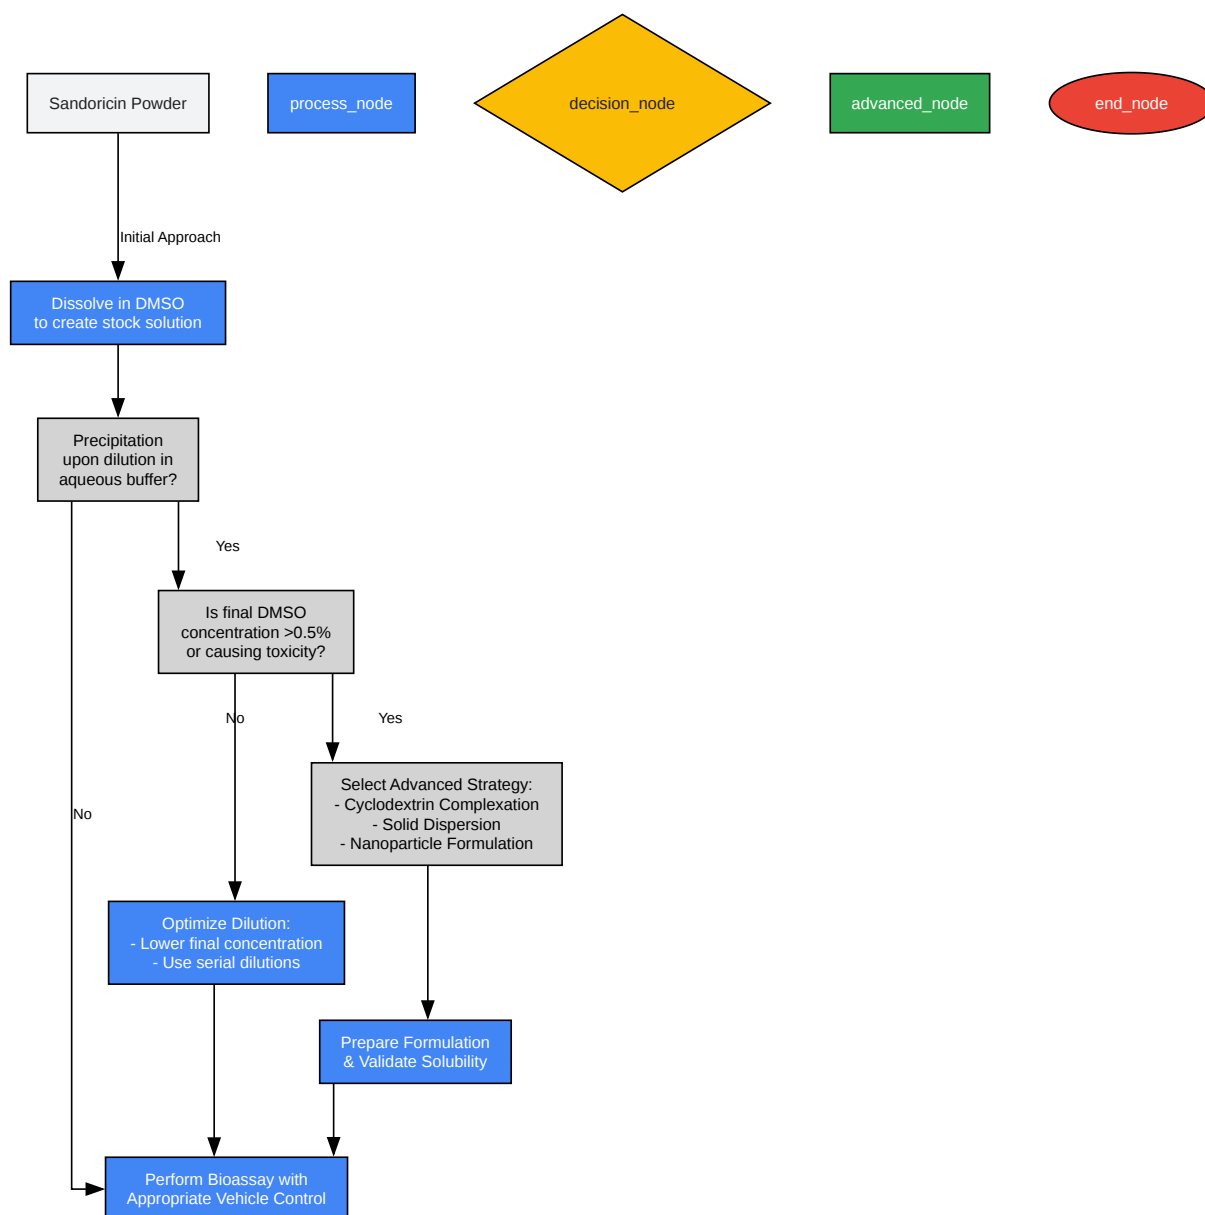 Sandoricin Powder
process_node
decision_node
advanced_node
end_node
Initial Approach
Dissolve in DMSO
to create stock solution
Precipitation
upon dilution in
aqueous buffer?
Yes
Is final DMSO
concentration >0.5%
or causing toxicity?
No
Yes
Select Advanced Strategy:
- Cyclodextrin Complexation
- Solid Dispersion
- Nanoparticle Formulation
No
Optimize Dilution:
- Lower final concentration
- Use serial dilutions
Prepare Formulation
& Validate Solubility
Perform Bioassay with
Appropriate Vehicle Control